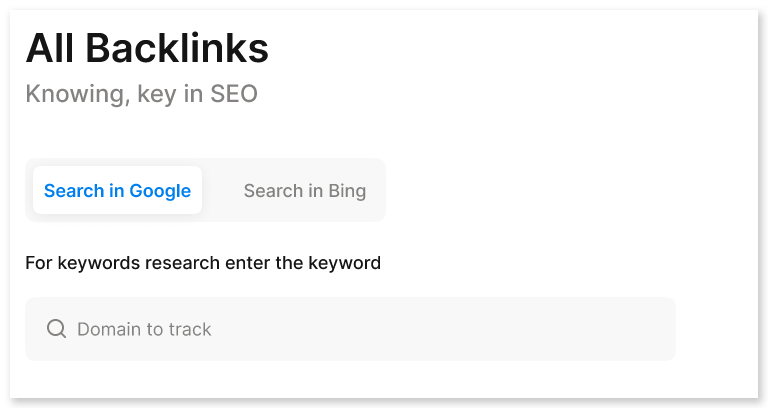 All Backlinks
Knowing, key in SEO
Search in Google Search in Bing
For keywords research enter the keyword
Domain to track